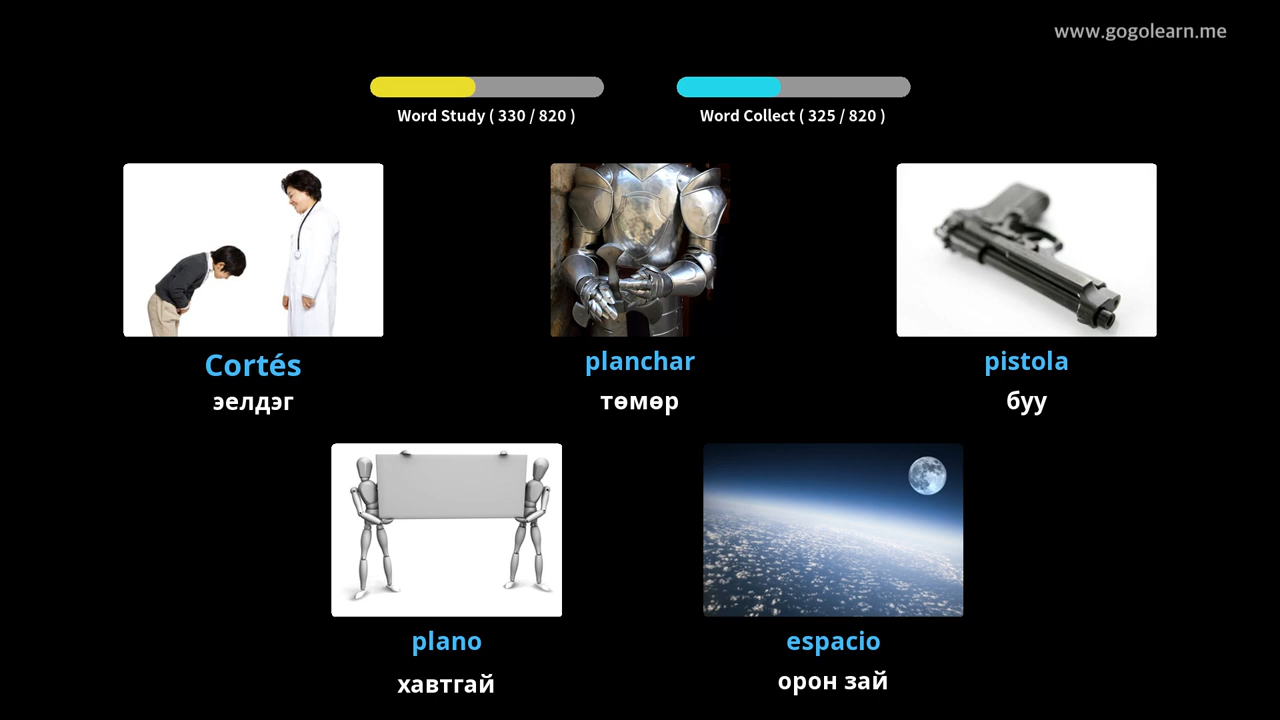 www.gogolearn.me
Word Study ( 330 / 820 )
Word Collect ( 325 / 820 )
Cortés
эелдэг
planchar
төмөр
pistola
буу
plano
хавтгай
espacio
орон зай